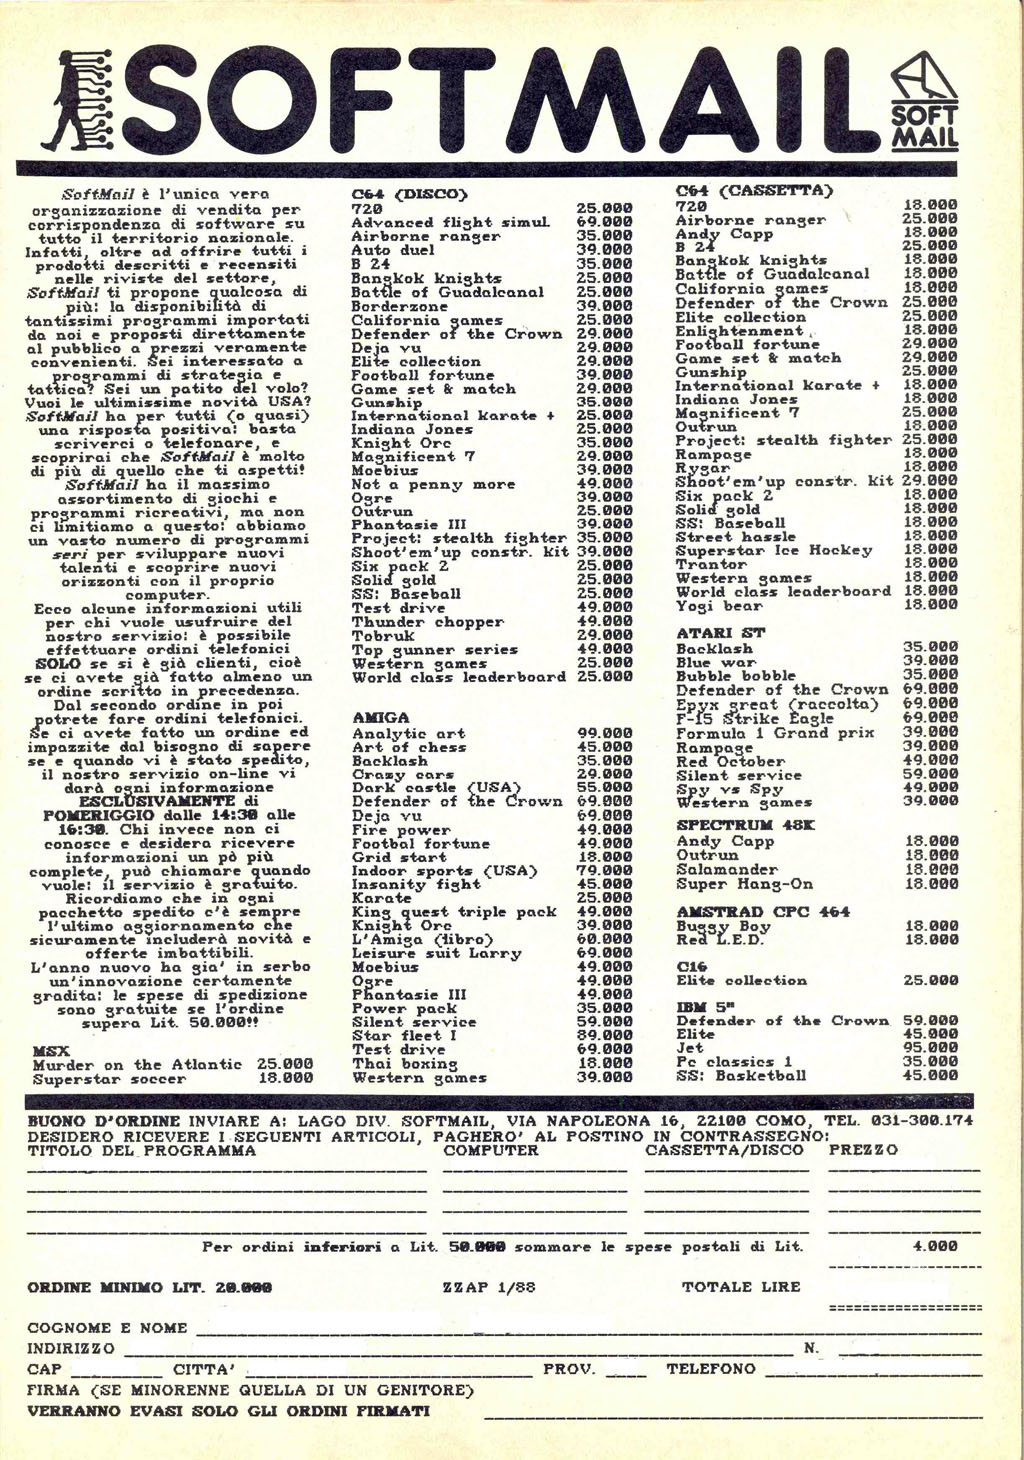 SOFTMAIL
SOFT
MAIL
SoftMail è l'unica vera
organizzazione di vendita per
corrispondenza di software su
tutto il territorio nazionale.
Infatti, oltre ad offrire tutti i
prodotti descritti e recensiti
nelle riviste del settore,
SoftMail ti propone qualcosa di
più: la disponibilità di
tantissimi programmi importati
da noi e proposti direttamente
al pubblico a prezzi veramente
convenienti. Sei interessato a
programmi di strategia e
tattica? Sei un patito del volo?
Vuoi le ultimissime novità USA?
SoftMail ha per tutti (o quasi)
una risposta positiva: basta
scriverci o telefonare, e
scoprirai che SoftMail è molto
di più di quello che ti aspetti!
SoftMail ha il massimo
assortimento di giochi e
programmi ricreativi, ma non
ci limitiamo a questo: abbiamo
un vasto numero di programmi
seri per sviluppare nuovi
talenti e scoprire nuovi
orizzonti con il proprio
computer.
Ecco alcune informazioni utili
per chi vuole usufruire del
nostro servizio: è possibile
effettuare ordini telefonici
SOLO se si è già clienti, cioè
se ci avete già fatto almeno un
ordine scritto in precedenza.
Dal secondo ordine in poi
potrete fare ordini telefonici.
Se ci avete fatto un ordine ed
impazzite dal bisogno di sapere
se e quando vi è stato spedito,
il nostro servizio on-line vi
darà ogni informazione
ESCLUSIVAMENTE di
POMERIGGIO dalle 14:30 alle
16:30. Chi invece non ci
conosce e desidera ricevere
informazioni un pò più
complete, può chiamare quando
vuole: il servizio è gratuito.
Ricordiamo che in ogni
pacchetto spedito c'è sempre
l'ultimo aggiornamento che
sicuramente includerà novità e
offerte imbattibili.
L'anno nuovo ha gia' in serbo
un'innovazione certamente
gradita: le spese di spedizione
sono gratuite se l'ordine
supera Lit. 50.000!!
MSX
Murder on the Atlantic 25.000
Superstar soccer 18.000
C64 (DISCO)
720 25.000
Advanced flight simul. 69.000
Airborne ranger 35.000
Auto duel 39.000
B 24 35.000
Bangkok knights 25.000
Battle of Guadalcanal 25.000
Borderzone 39.000
California games 25.000
Defender of the Crown 29.000
Deja vu 29.000
Elite collection 29.000
Football fortune 39.000
Game set & match 29.000
Gunship 35.000
International karate + 25.000
Indiana Jones 25.000
Knight Orc 35.000
Magnificent 7 29.000
Moebius 39.000
Not a penny more 49.000
Ogre 39.000
Outrun 25.000
Phantasie III 39.000
Project: stealth fighter 35.000
Shoot'em'up constr. kit 39.000
Six pack 2 25.000
Solid gold 25.000
SS: Baseball 25.000
Test drive 49.000
Thunder chopper 49.000
Tobruk 29.000
Top gunner series 49.000
Western games 25.000
World class leaderboard 25.000
AMIGA
Analytic art 99.000
Art of chess 45.000
Backlash 35.000
Crazy cars 29.000
Dark castle (USA) 55.000
Defender of the Crown 69.000
Deja vu 69.000
Fire power 49.000
Footbal fortune 49.000
Grid start 18.000
Indoor sports (USA) 79.000
Insanity fight 45.000
Karate 25.000
King quest triple pack 49.000
Knight Orc 39.000
L'Amiga (libro) 60.000
Leisure suit Larry 69.000
Moebius 49.000
Ogre 49.000
Phantasie III 49.000
Power pack 35.000
Silent service 59.000
Star fleet I 89.000
Test drive 69.000
Thai boxing 18.000
Western games 39.000
C64 (CASSETTA)
720 18.000
Airborne ranger 25.000
Andy Capp 18.000
B 24 25.000
Bangkok knights 18.000
Battle of Guadalcanal 18.000
California games 18.000
Defender of the Crown 25.000
Elite collection 25.000
Enlightenment 18.000
Football fortune 29.000
Game set & match 29.000
Gunship 25.000
International karate + 18.000
Indiana Jones 18.000
Magnificent 7 25.000
Outrun 18.000
Project: stealth fighter 25.000
Rampage 18.000
Rygar 18.000
Shoot'em'up constr. kit 29.000
Six pack 2 18.000
Solid gold 18.000
SS: Baseball 18.000
Street hassle 18.000
Superstar Ice Hockey 18.000
Trantor 18.000
Western games 18.000
World class leaderboard 18.000
Yogi bear 18.000
ATARI ST
Backlash 35.000
Blue war 39.000
Bubble bobble 35.000
Defender of the Crown 69.000
Epyx great (raccolta) 69.000
F-15 Strike Eagle 69.000
Formula 1 Grand prix 39.000
Rampage 39.000
Red October 49.000
Silent service 59.000
Spy vs Spy 49.000
Western games 39.000
SPECTRUM 48K
Andy Capp 18.000
Outrun 18.000
Salamander 18.000
Super Hang-On 18.000
AMSTRAD CPC 464
Buggy Boy 18.000
Red L.E.D. 18.000
C16
Elite collection 25.000
IBM 5"
Defender of the Crown 59.000
Elite 45.000
Jet 95.000
Pc classics 1 35.000
SS: Basketball 45.000
BUONO D'ORDINE INVIARE A: LAGO DIV. SOFTMAIL, VIA NAPOLEONA 16, 22100 COMO, TEL. 031-300.174
DESIDERO RICEVERE I SEGUENTI ARTICOLI, PAGHERO' AL POSTINO IN CONTRASSEGNO:
TITOLO DEL PROGRAMMA COMPUTER CASSETTA/DISCO PREZZO
Per ordini inferiori a Lit. 50.000 sommare le spese postali di Lit. 4.000
ORDINE MINIMO LIT. 20.000 ZZAP 1/88 TOTALE LIRE
COGNOME E NOME
INDIRIZZO N.
CAP CITTA' PROV. TELEFONO
FIRMA (SE MINORENNE QUELLA DI UN GENITORE)
VERRANNO EVASI SOLO GLI ORDINI FIRMATI